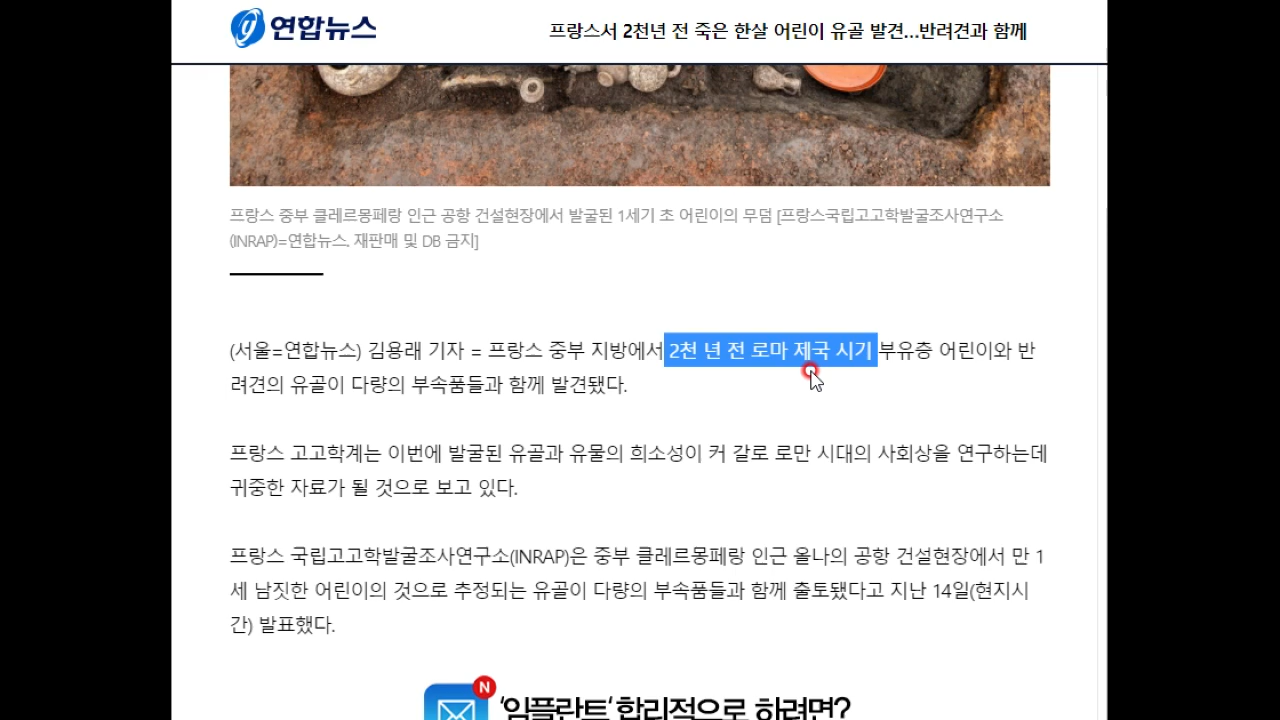 연합뉴스
프랑스서 2천년 전 죽은 한살 어린이 유골 발견...반려견과 함께
프랑스 중부 클레르몽페랑 인근 공항 건설현장에서 발굴된 1세기 초 어린이의 무덤 [프랑스국립고고학발굴조사연구소
(INRAP)=연합뉴스. 재판매 및 DB 금지]
(서울=연합뉴스) 김용래 기자 = 프랑스 중부 지방에서 2천 년 전 로마 제국 시기 부유층 어린이와 반
려견의 유골이 다량의 부속품들과 함께 발견됐다.
프랑스 고고학계는 이번에 발굴된 유골과 유물의 희소성이 커 갈로 로만 시대의 사회상을 연구하는데
귀중한 자료가 될 것으로 보고 있다.
프랑스 국립고고학발굴조사연구소(INRAP)은 중부 클레르몽페랑 인근 올나의 공항 건설현장에서 만 1
세 남짓한 어린이의 것으로 추정되는 유골이 다량의 부속품들과 함께 출토됐다고 지난 14일(현지시
간) 발표했다.
N
'임플란트' 합리적으로 하려면?